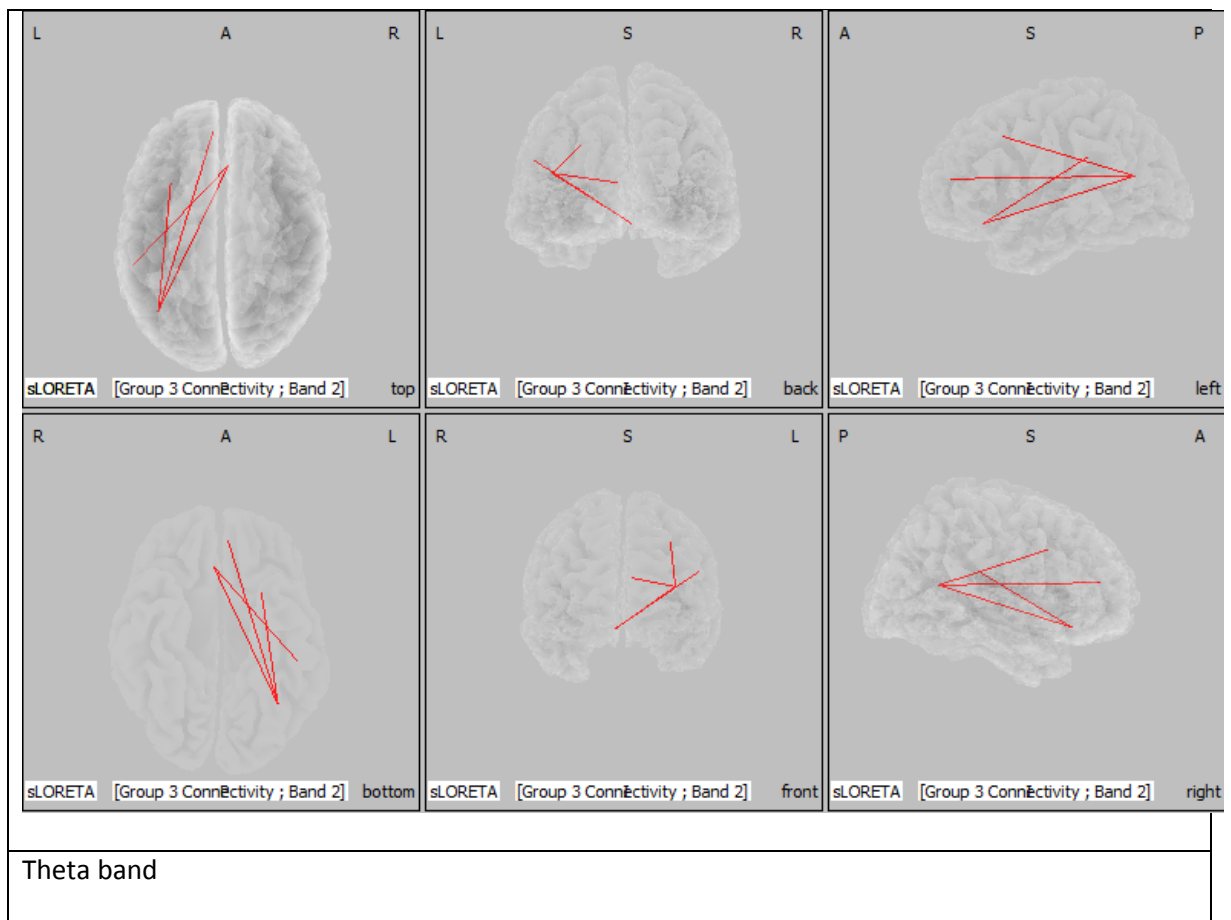 L A R
L S R
A S P
sLORETA [Group 3 Connectivity ; Band 2] top
sLORETA [Group 3 Connectivity ; Band 2] back
sLORETA [Group 3 Connectivity ; Band 2] left
R A L
R S L
P S A
sLORETA [Group 3 Connectivity ; Band 2] bottom
sLORETA [Group 3 Connectivity ; Band 2] front
sLORETA [Group 3 Connectivity ; Band 2] right
Theta band